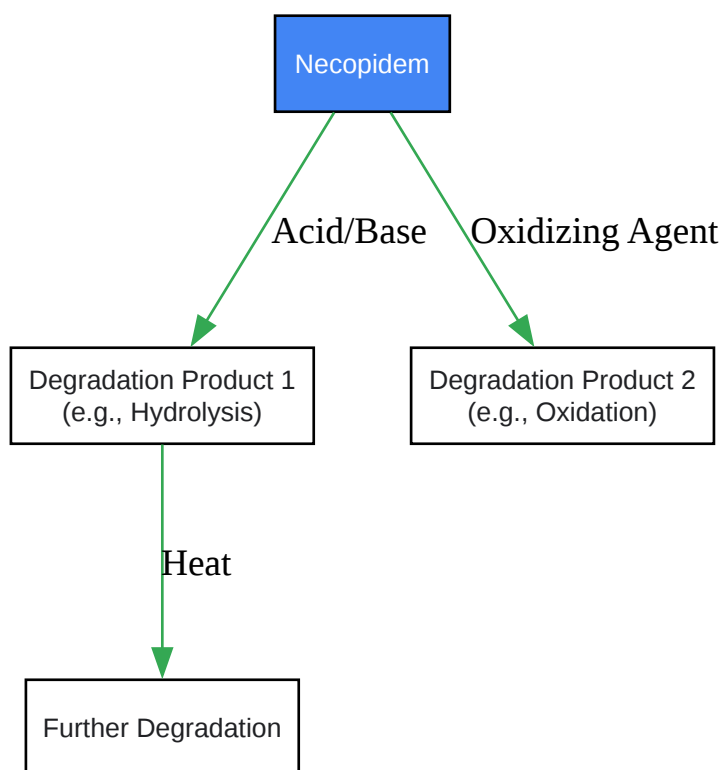 Necopidem
Acid/Base
Oxidizing Agent
Degradation Product 1
(e.g., Hydrolysis)
Degradation Product 2
(e.g., Oxidation)
Heat
Further Degradation